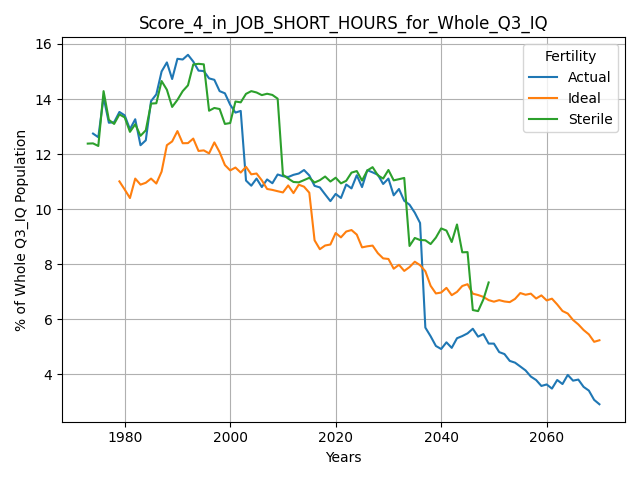 Score_4_in_JOB_SHORT_HOURS_for_Whole_Q3_IQ
Fertility
Actual
Ideal
Sterile
% of Whole Q3_IQ Population
16
14
12
10
8
6
4
1980 2000 2020 2040 2060
Years